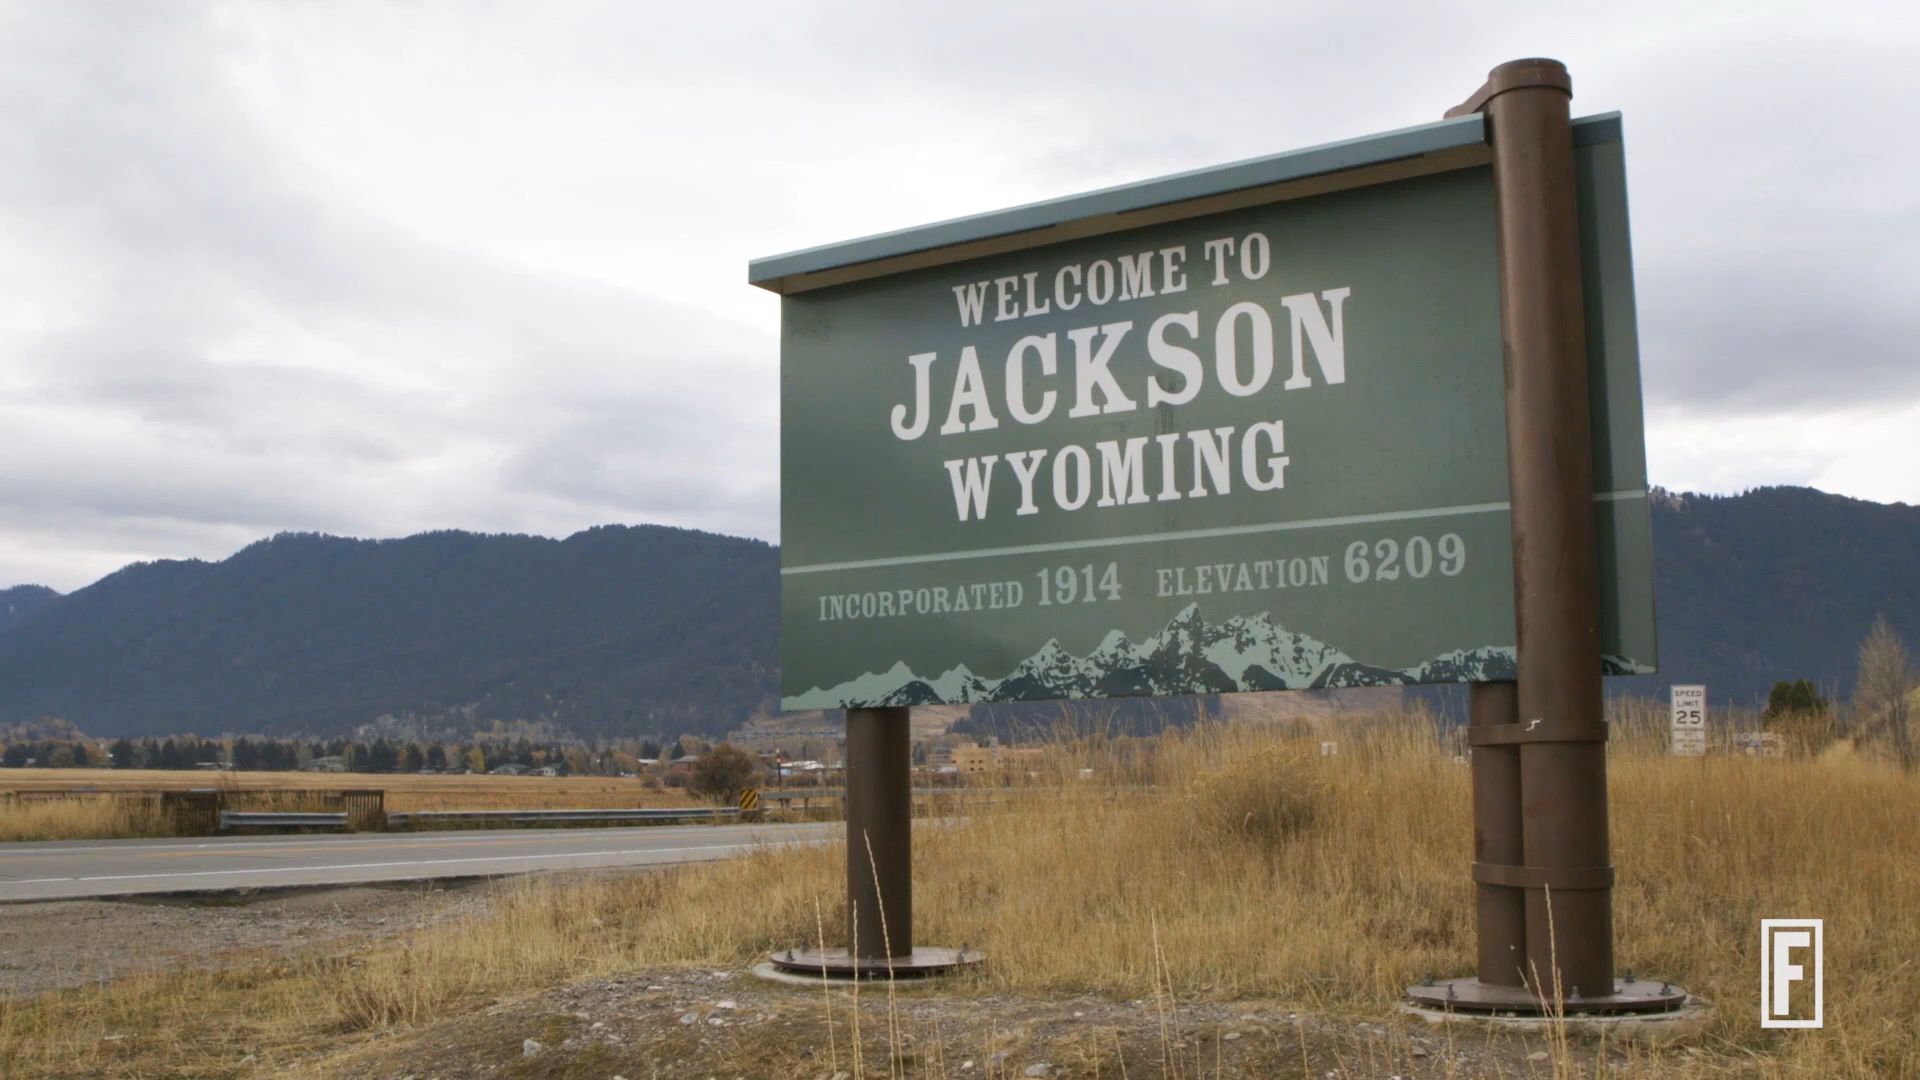 WELCOME TO
JACKSON
WYOMING
INCORPORATED 1914 ELEVATION 6209
SPEED
LIMIT
25
F